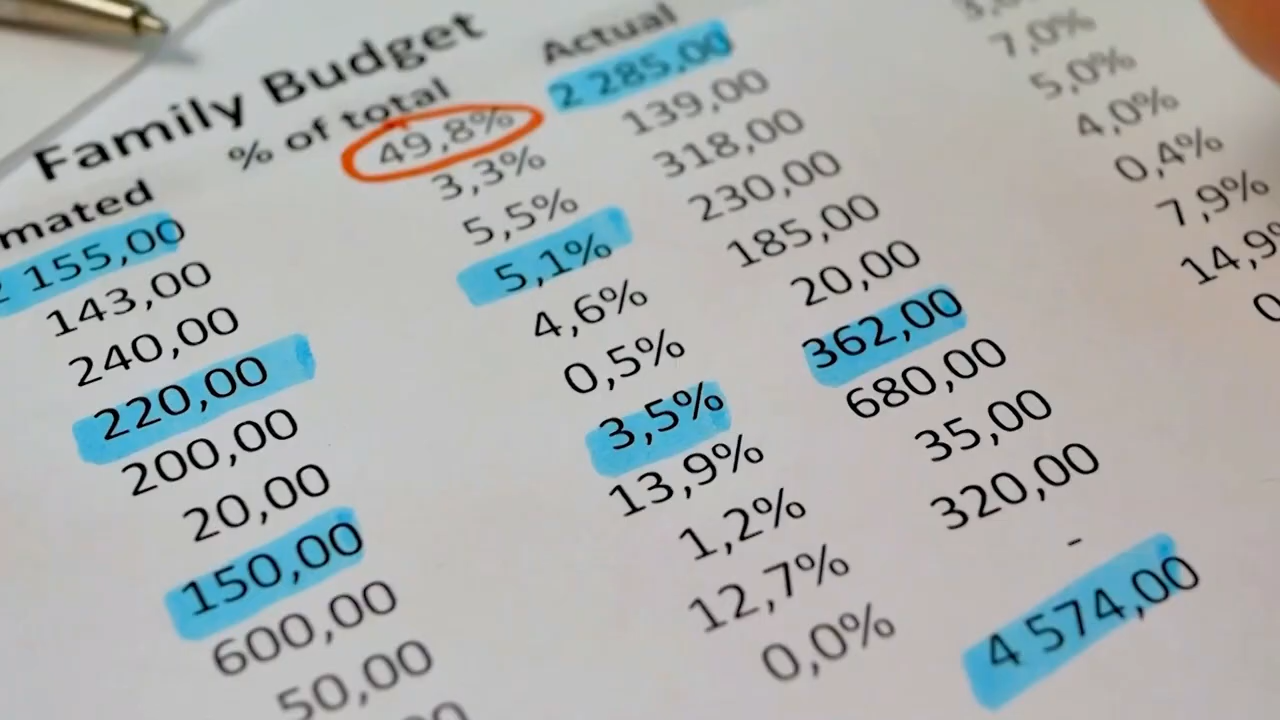 Family Budget
mated % of total Actual
2 155,00 49,8% 2 285,00
143,00 3,3% 139,00
240,00 5,5% 318,00 7,0%
220,00 5,1% 230,00 5,0%
200,00 4,6% 185,00 4,0%
20,00 0,5% 20,00 0,4%
150,00 3,5% 362,00 7,9%
600,00 13,9% 680,00 14,9%
50,00 1,2% 35,00
12,7% 320,00
0,0% -
4 574,00